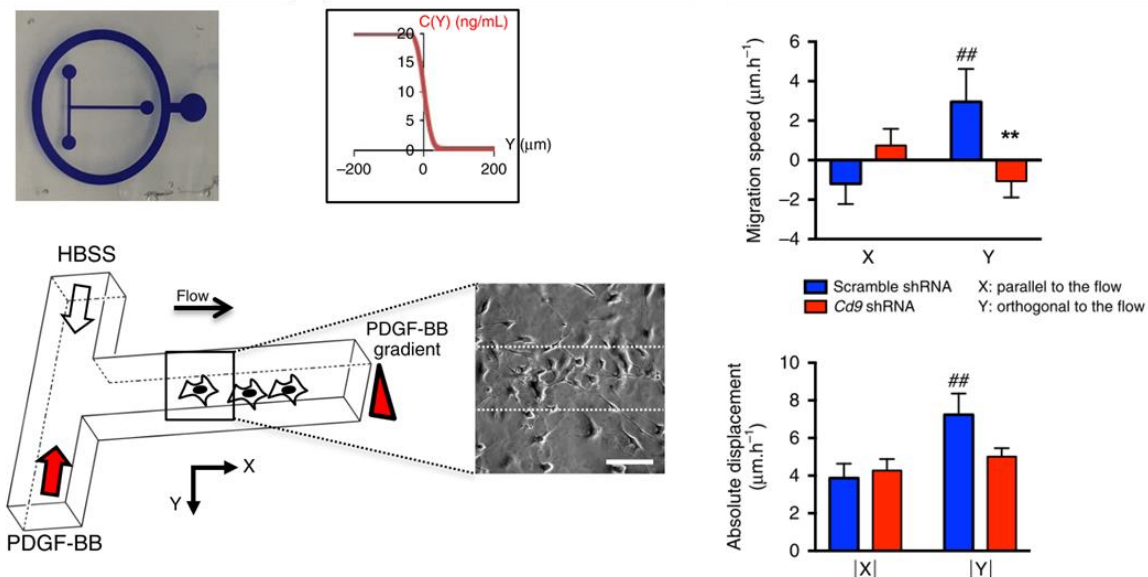 C(Y) (ng/mL)
20
15
10
5
0
Y (μm)
−200
0
200
HBSS
Flow
PDGF-BB
gradient
X
Y
PDGF-BB
Migration speed (μm.h⁻¹)
6
4
2
0
−2
−4
##
**
X
Y
Scramble shRNA
X: parallel to the flow
Cd9 shRNA
Y: orthogonal to the flow
Absolute displacement
(μm.h⁻¹)
10
8
6
4
2
0
##
|X|
|Y|